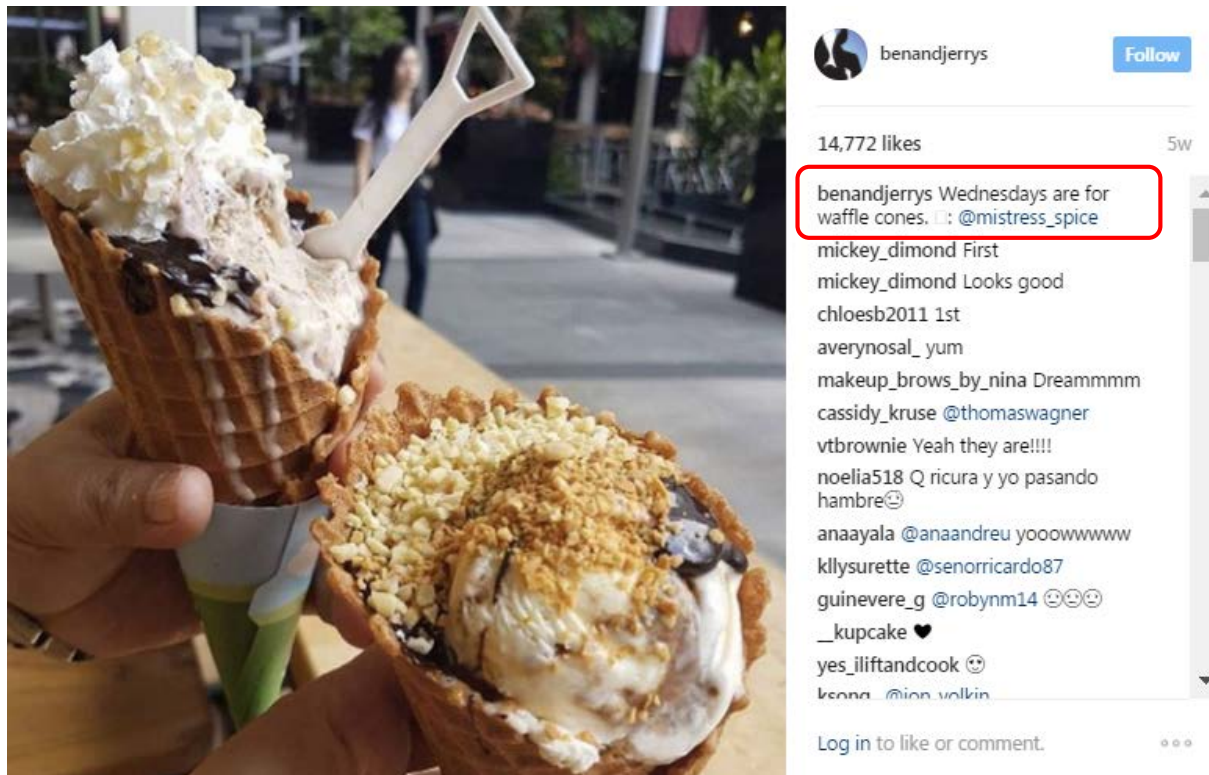 benandjerrys
Follow
14,772 likes
5w
benandjerrys Wednesdays are for
waffle cones. □: @mistress_spice
mickey_dimond First
mickey_dimond Looks good
chloesb2011 1st
averynosal_ yum
makeup_brows_by_nina Dreammmm
cassidy_kruse @thomaswagner
vtbrownie Yeah they are!!!!
noelia518 Q ricura y yo pasando
hambre😐
anaayala @anaandreu yooowwwww
kllysurette @senorricardo87
guinevere_g @robynm14 😐😐😐
__kupcake ♥
yes_iliftandcook 🙂
Log in to like or comment.